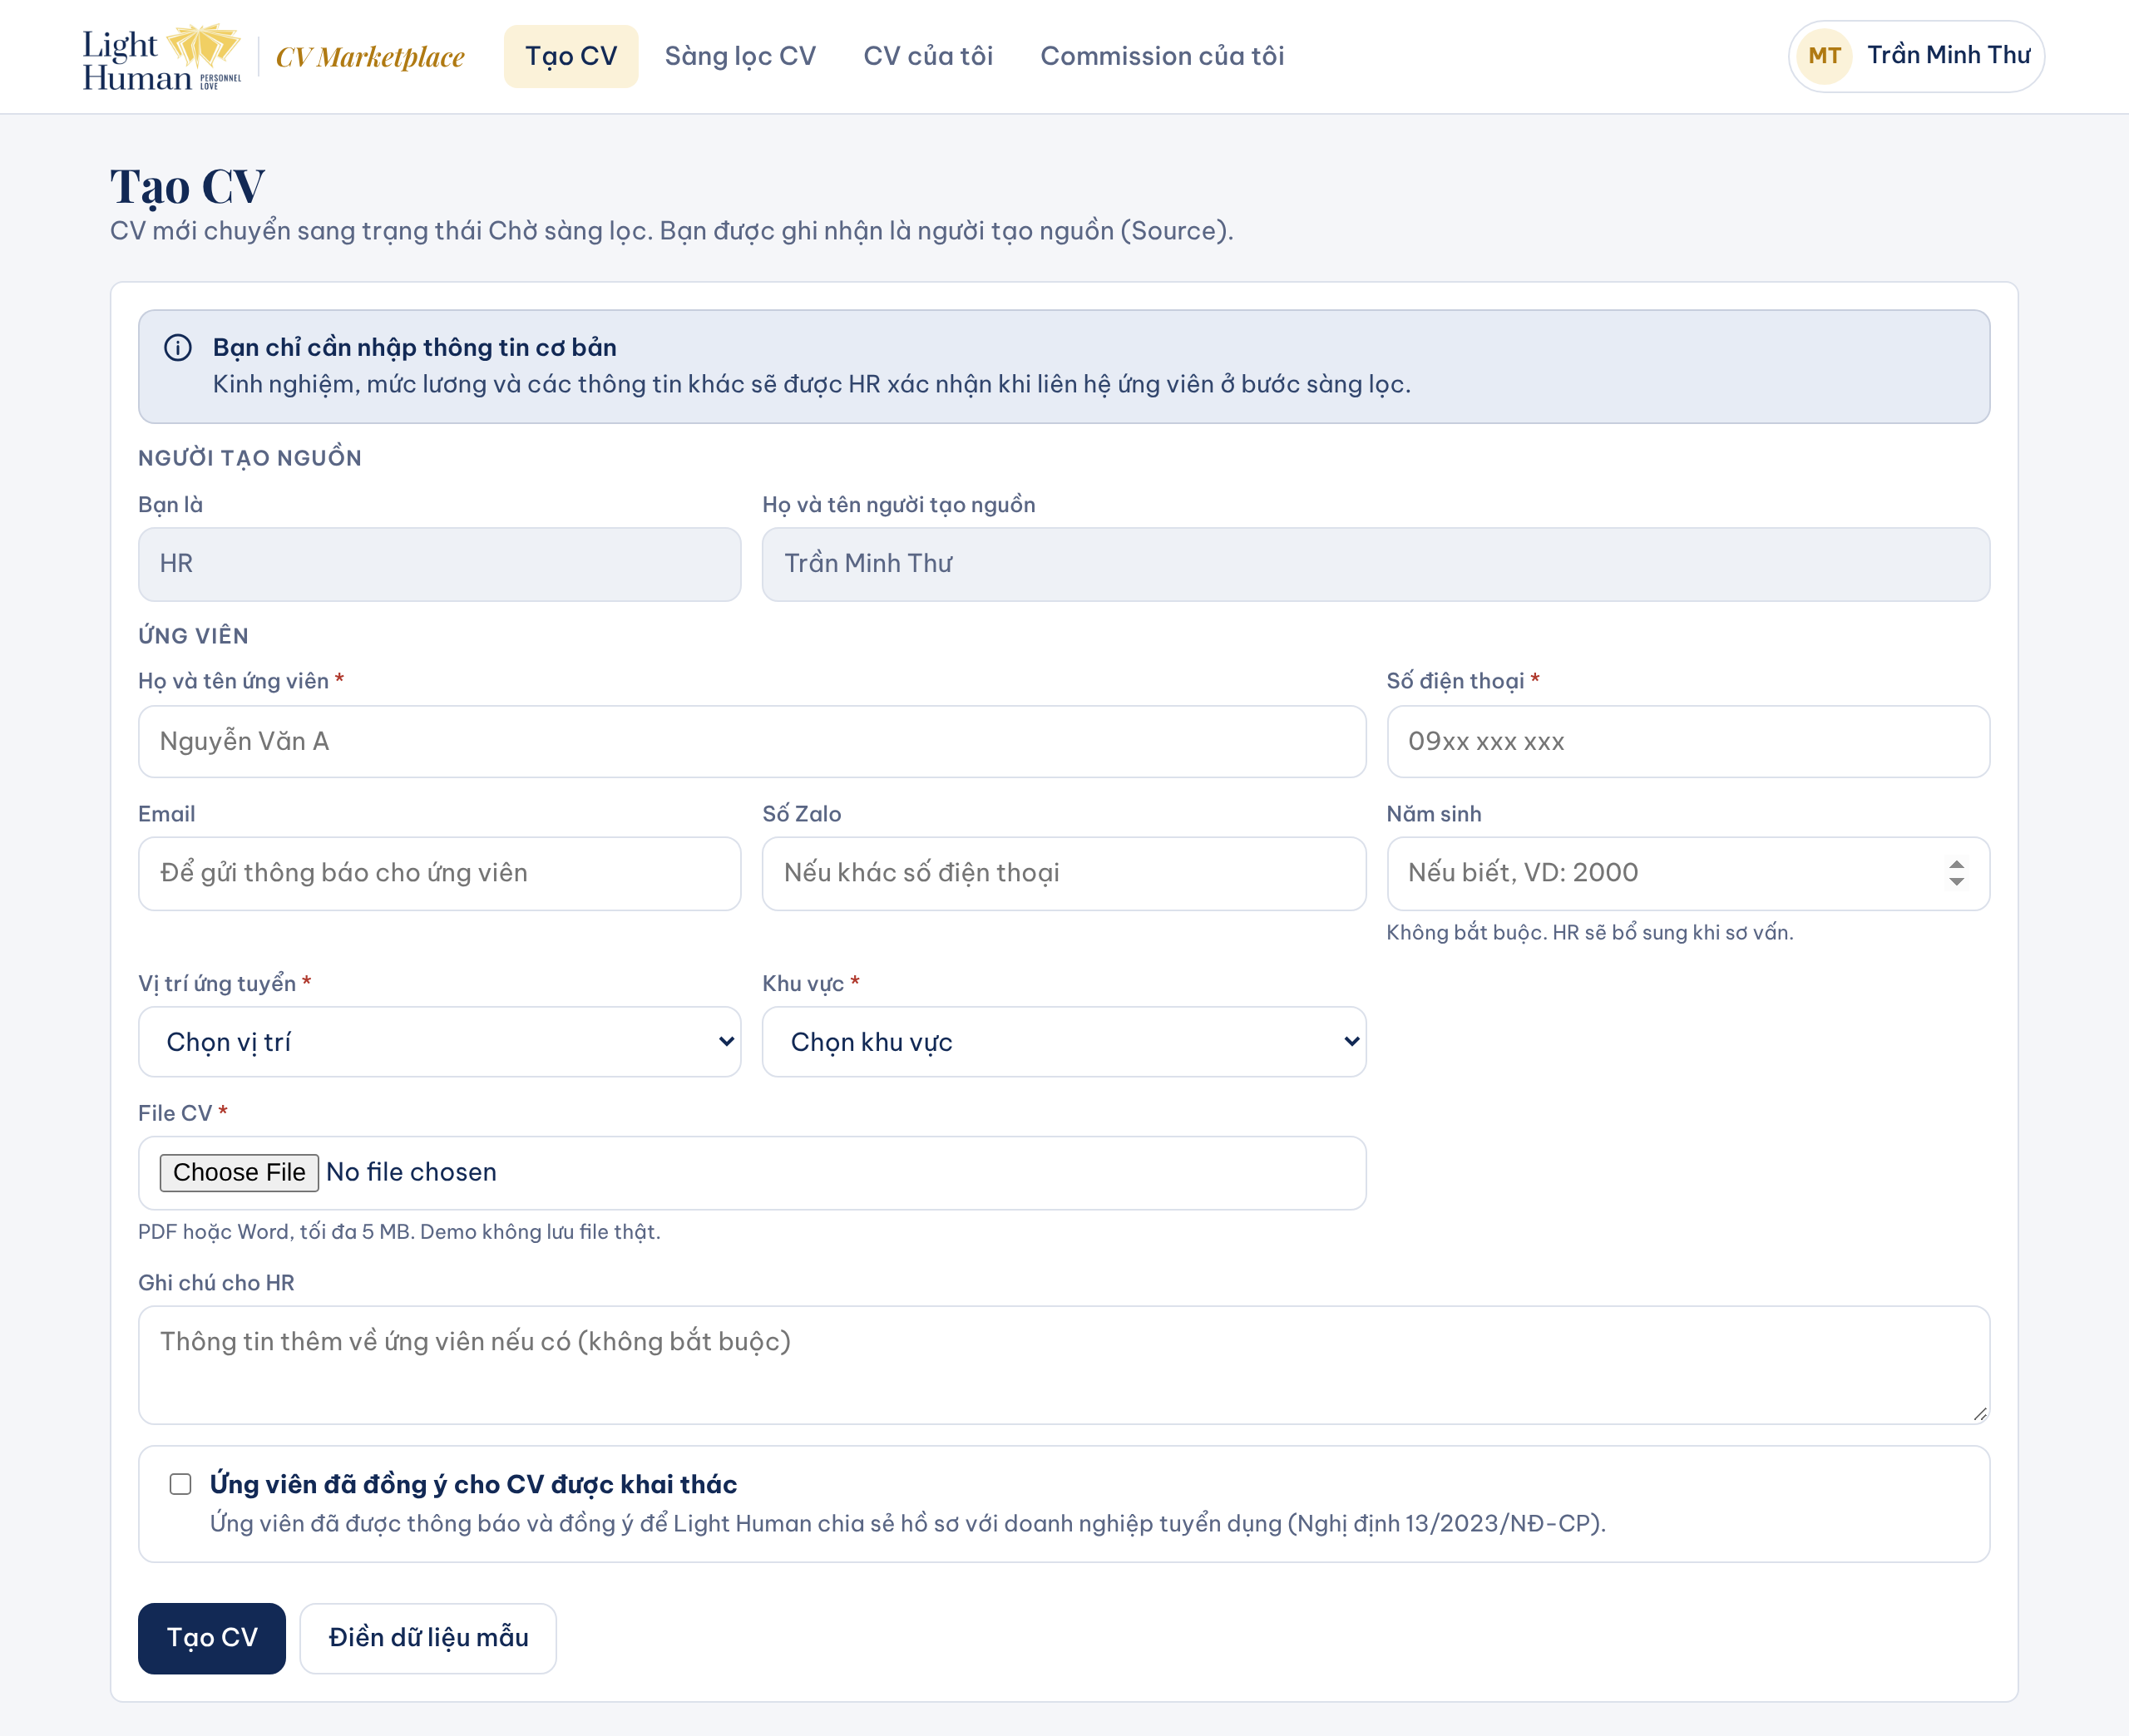 Light Human PERSONNEL LOVE
CV Marketplace
Tạo CV
Sàng lọc CV
CV của tôi
Commission của tôi
MT
Trần Minh Thư
Tạo CV
CV mới chuyển sang trạng thái Chờ sàng lọc. Bạn được ghi nhận là người tạo nguồn (Source).
Bạn chỉ cần nhập thông tin cơ bản
Kinh nghiệm, mức lương và các thông tin khác sẽ được HR xác nhận khi liên hệ ứng viên ở bước sàng lọc.
NGƯỜI TẠO NGUỒN
Bạn là
Họ và tên người tạo nguồn
HR
Trần Minh Thư
ỨNG VIÊN
Họ và tên ứng viên *
Số điện thoại *
Nguyễn Văn A
09xx xxx xxx
Email
Số Zalo
Năm sinh
Để gửi thông báo cho ứng viên
Nếu khác số điện thoại
Nếu biết, VD: 2000
Không bắt buộc. HR sẽ bổ sung khi sơ vấn.
Vị trí ứng tuyển *
Khu vực *
Chọn vị trí
Chọn khu vực
File CV *
Choose File No file chosen
PDF hoặc Word, tối đa 5 MB. Demo không lưu file thật.
Ghi chú cho HR
Thông tin thêm về ứng viên nếu có (không bắt buộc)
Ứng viên đã đồng ý cho CV được khai thác
Ứng viên đã được thông báo và đồng ý để Light Human chia sẻ hồ sơ với doanh nghiệp tuyển dụng (Nghị định 13/2023/NĐ-CP).
Tạo CV
Điền dữ liệu mẫu